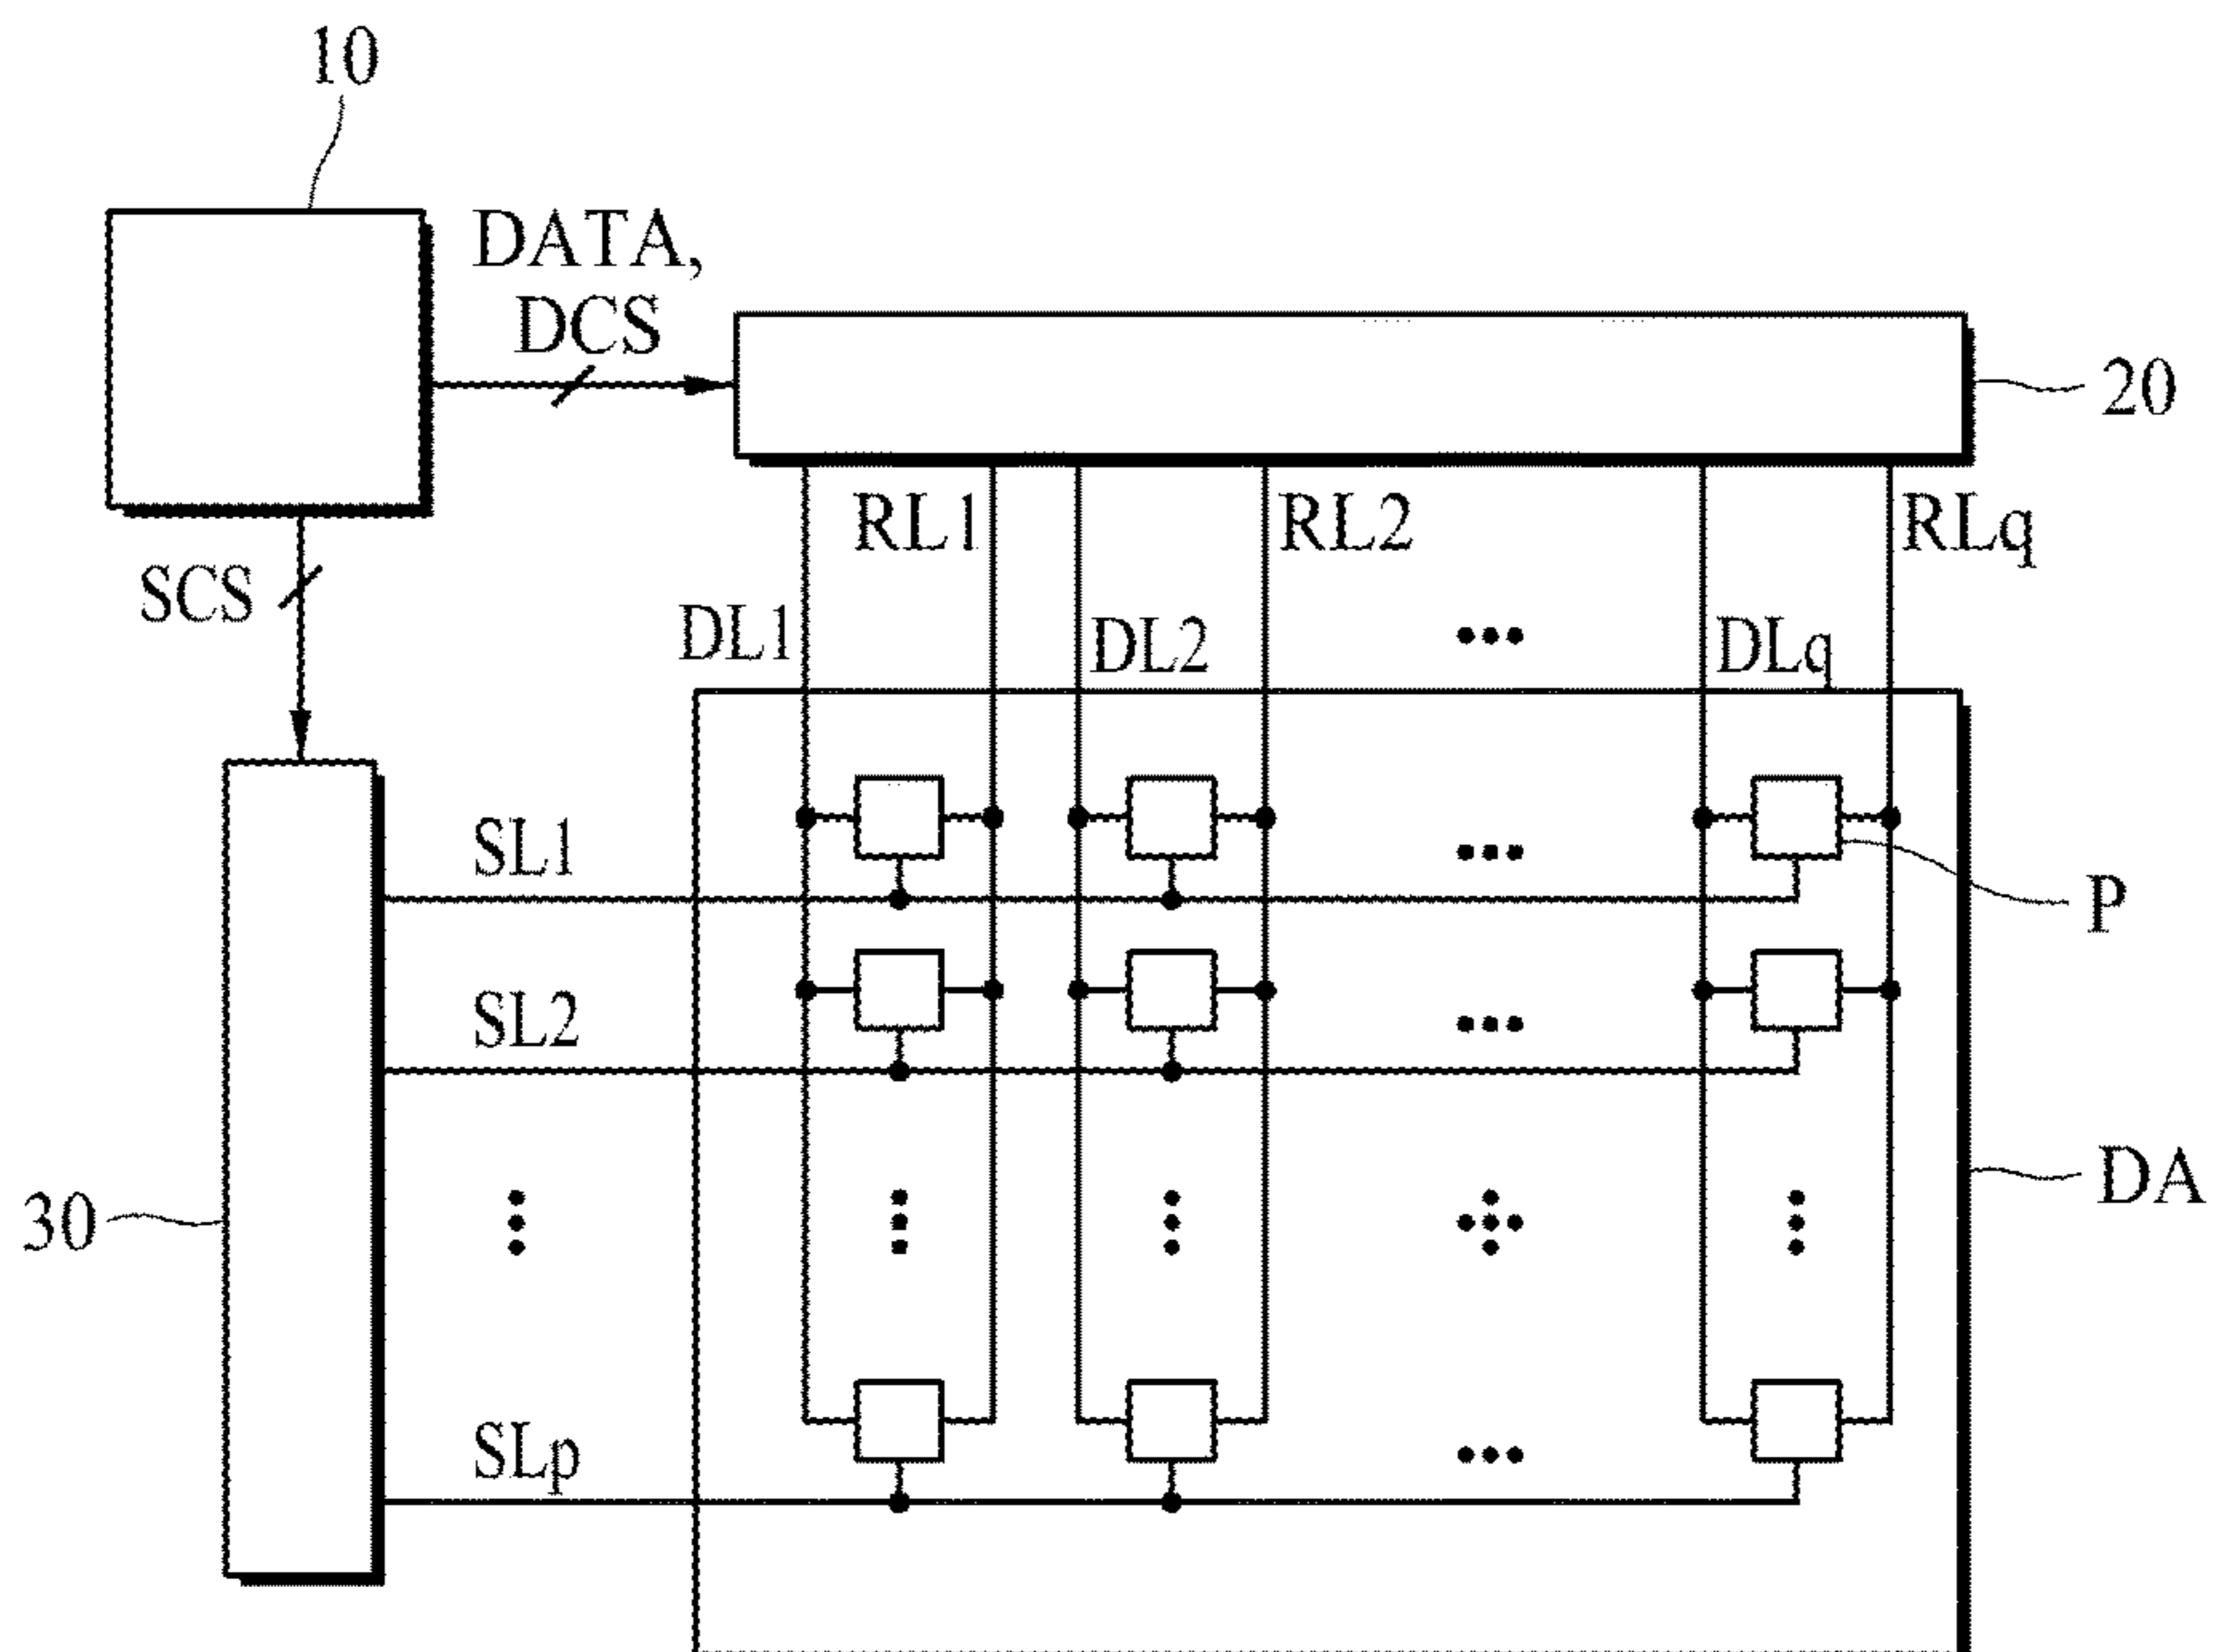 10
DATA,
DCS
20
RL1
RL2
RLq
SCS
DL1
DL2
DLq
SL1
P
SL2
DA
30
SLp